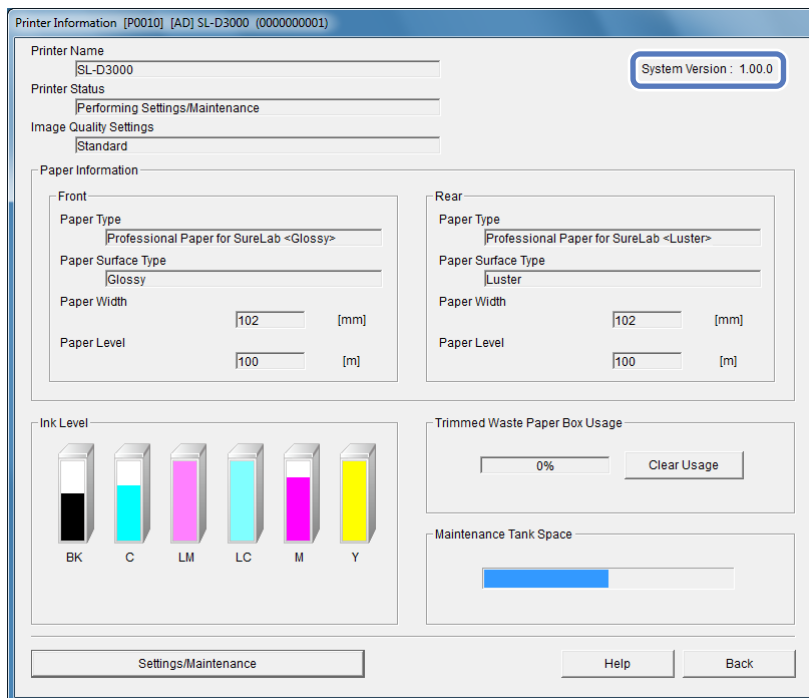 Printer Information [P0010] [AD] SL-D3000 (0000000001)
Printer Name
SL-D3000
System Version : 1.00.0
Printer Status
Performing Settings/Maintenance
Image Quality Settings
Standard
Paper Information
Front
Paper Type
Professional Paper for SureLab <Glossy>
Paper Surface Type
Glossy
Paper Width
102 [mm]
Paper Level
100 [m]
Rear
Paper Type
Professional Paper for SureLab <Luster>
Paper Surface Type
Luster
Paper Width
102 [mm]
Paper Level
100 [m]
Ink Level
BK C LM LC M Y
Trimmed Waste Paper Box Usage
0% Clear Usage
Maintenance Tank Space
Settings/Maintenance Help Back